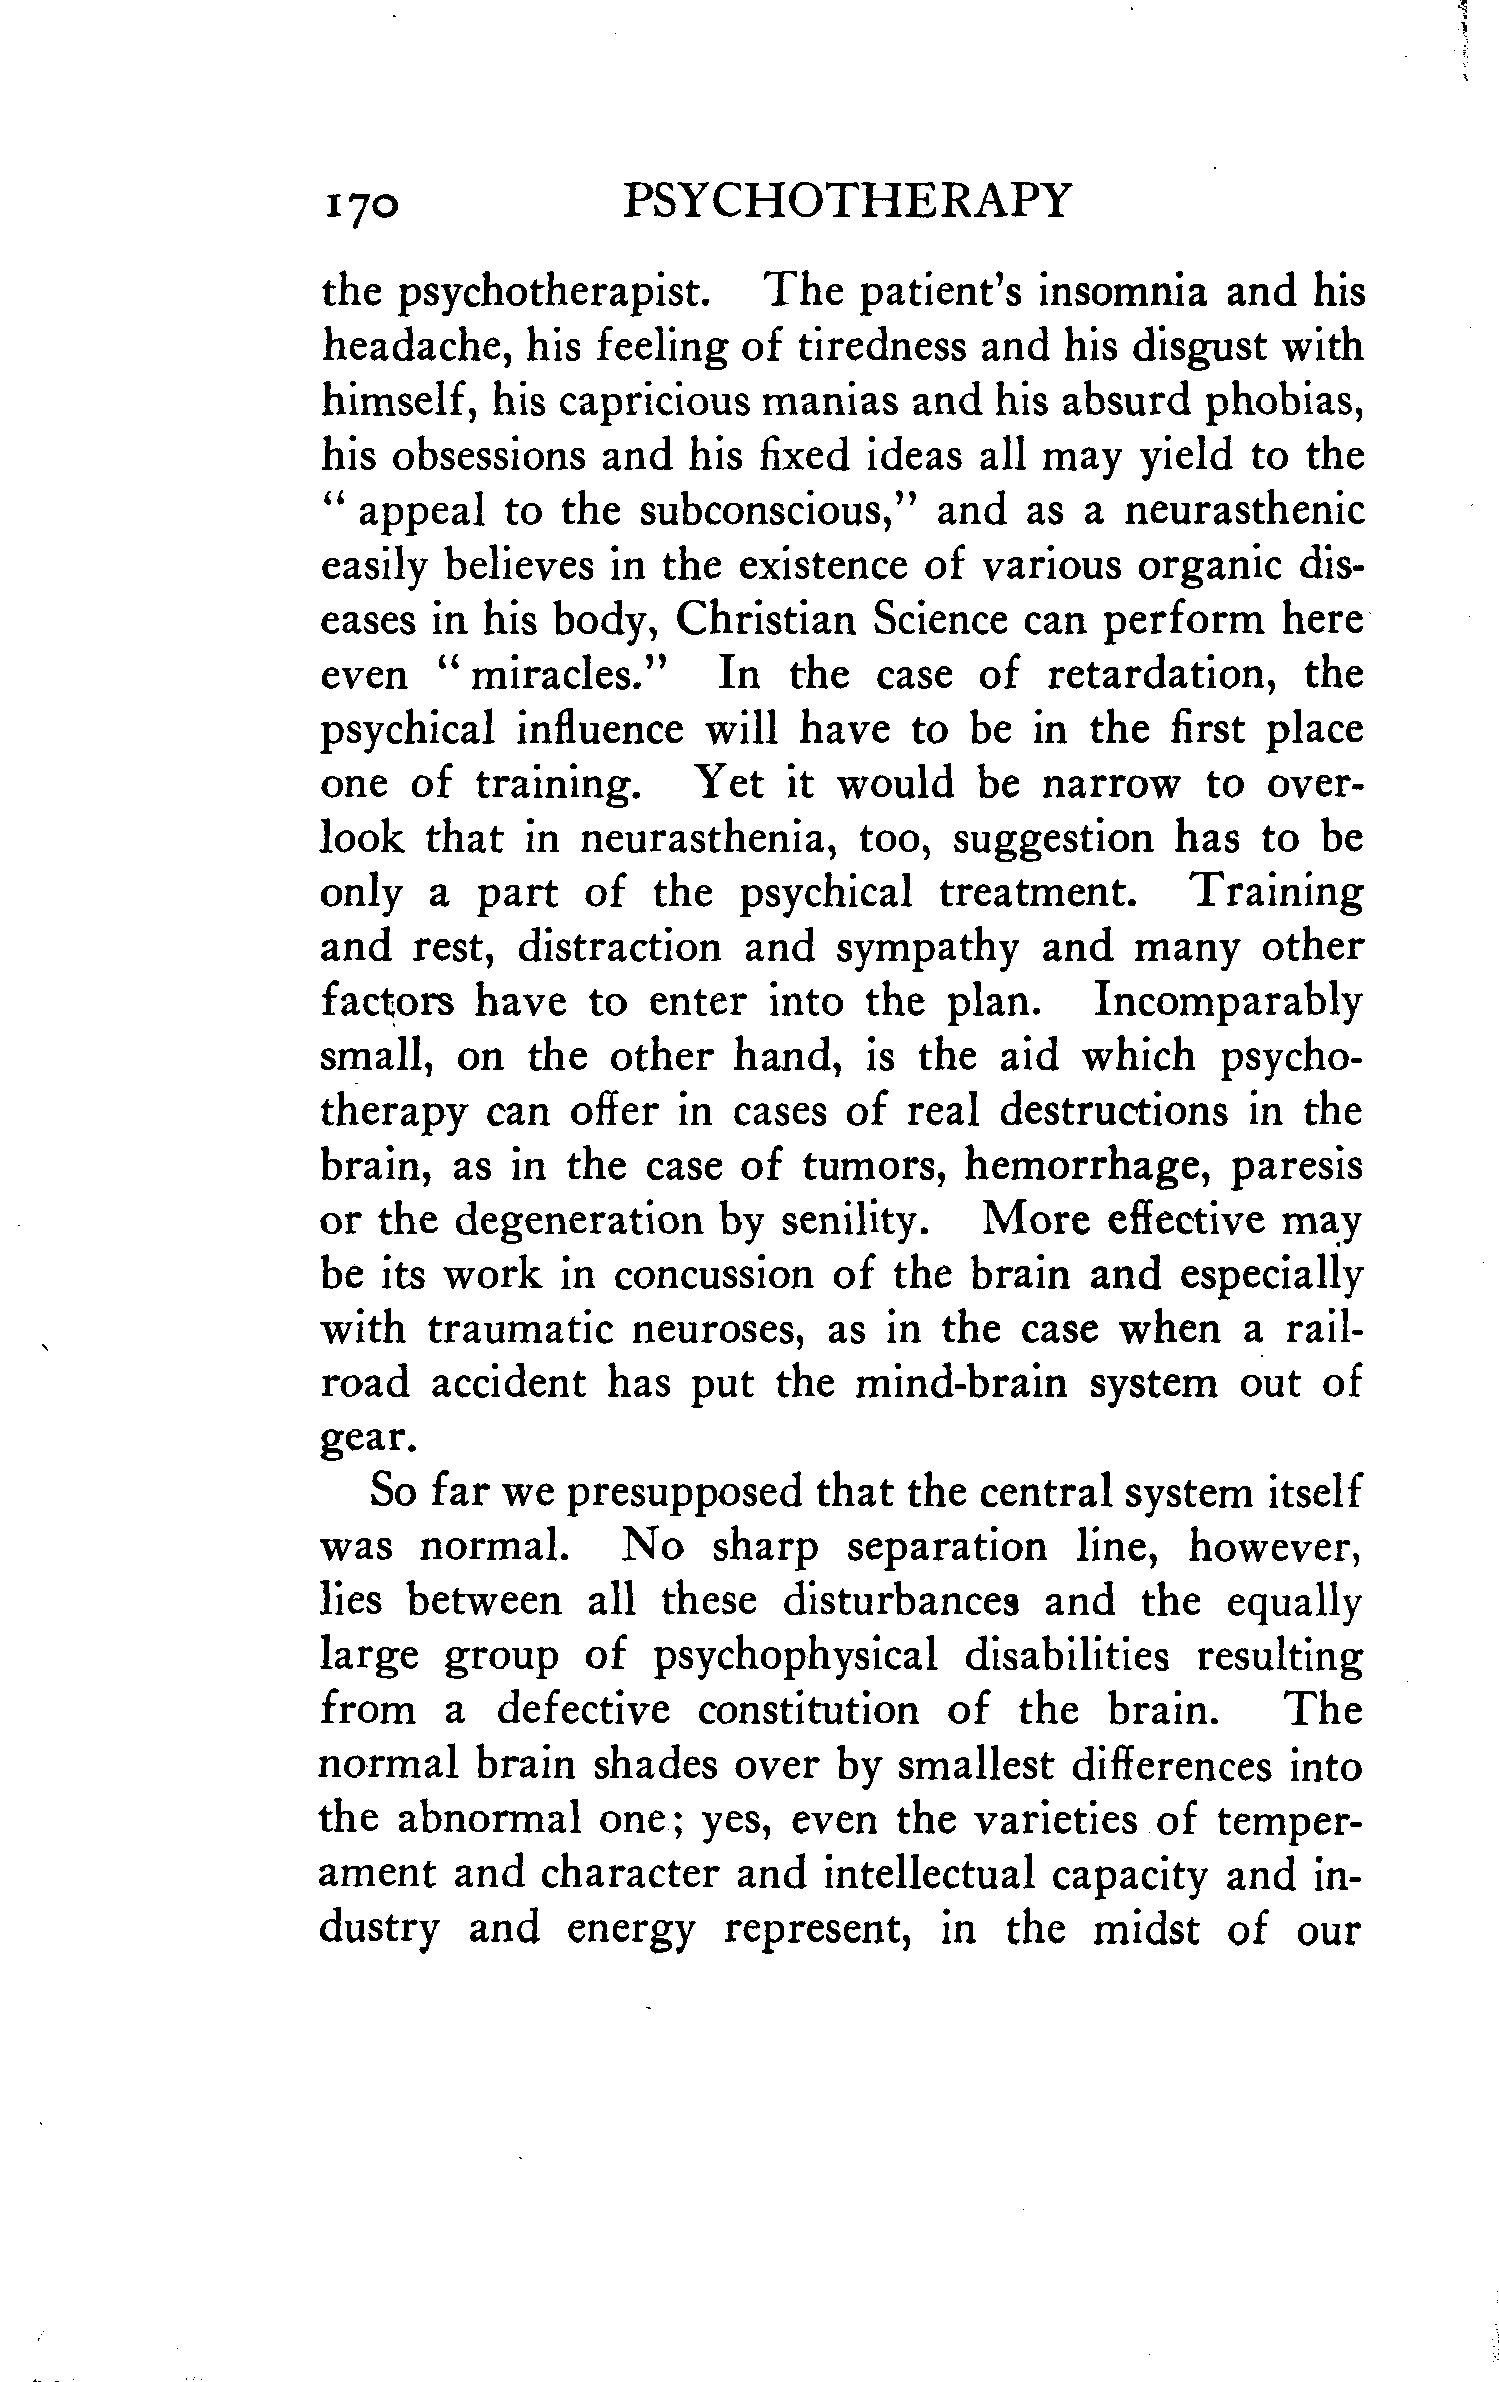 170 PSYCHOTHERAPY
the psychotherapist. The patient's insomnia and his
headache, his feeling of tiredness and his disgust with
himself, his capricious manias and his absurd phobias,
his obsessions and his fixed ideas all may yield to the
" appeal to the subconscious," and as a neurasthenic
easily believes in the existence of various organic dis-
eases in his body, Christian Science can perform here
even " miracles." In the case of retardation, the
psychical influence will have to be in the first place
one of training. Yet it would be narrow to over-
look that in neurasthenia, too, suggestion has to be
only a part of the psychical treatment. Training
and rest, distraction and sympathy and many other
factors have to enter into the plan. Incomparably
small, on the other hand, is the aid which psycho-
therapy can offer in cases of real destructions in the
brain, as in the case of tumors, hemorrhage, paresis
or the degeneration by senility. More effective may
be its work in concussion of the brain and especially
with traumatic neuroses, as in the case when a rail-
road accident has put the mind-brain system out of
gear.
So far we presupposed that the central system itself
was normal. No sharp separation line, however,
lies between all these disturbances and the equally
large group of psychophysical disabilities resulting
from a defective constitution of the brain. The
normal brain shades over by smallest differences into
the abnormal one; yes, even the varieties of temper-
ament and character and intellectual capacity and in-
dustry and energy represent, in the midst of our